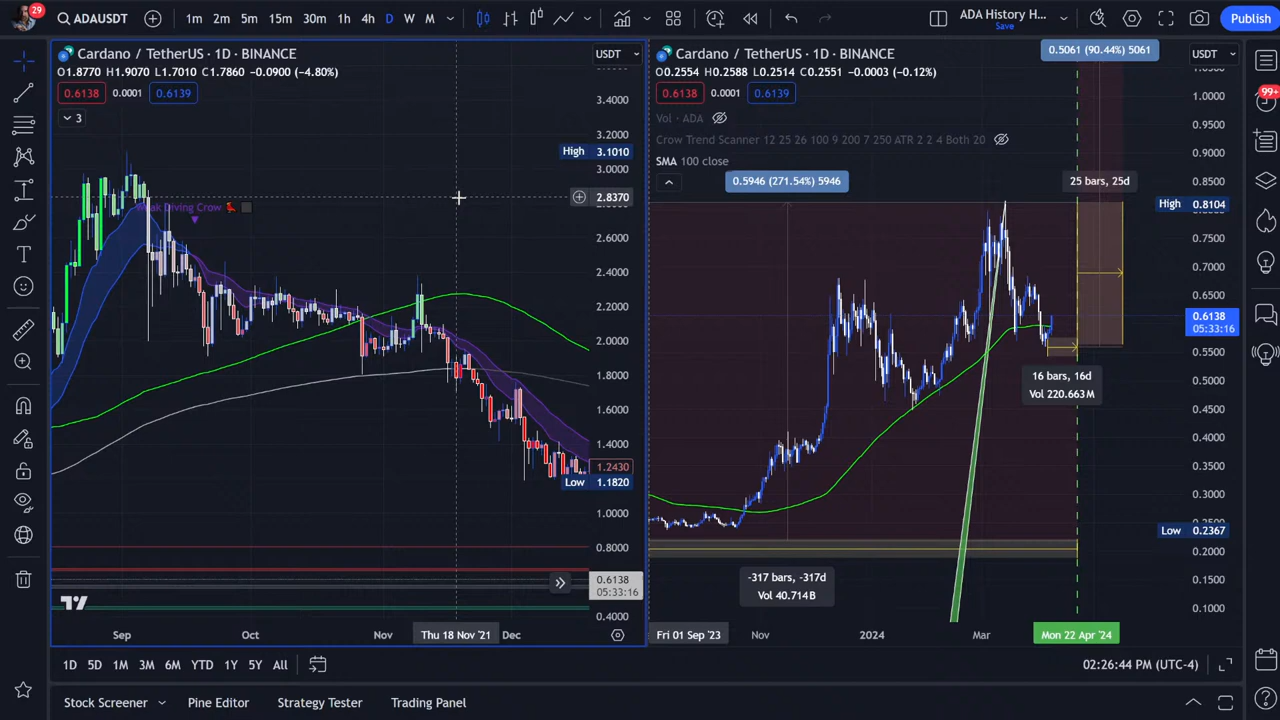 29
ADAUSDT
1m 2m 5m 15m 30m 1h 4h D W M
ADA History H...
Save
Publish
Cardano / TetherUS · 1D · BINANCE
USDT
O1.8770 H1.9070 L1.7010 C1.7860 -0.0900 (-4.80%)
0.6138 0.0001 0.6139
3
3.4000
3.2000
High 3.1010
3.0000
2.8370
2.6000
2.4000
2.2000
2.0000
1.8000
1.6000
1.4000
1.2430
Low 1.1820
1.0000
0.8000
0.6138
05:33:16
0.4000
Weak Diving Crow
Sep Oct Nov Thu 18 Nov '21 Dec
Cardano / TetherUS · 1D · BINANCE
USDT
O0.2554 H0.2588 L0.2514 C0.2551 -0.0003 (-0.12%)
0.6138 0.0001 0.6139
Vol · ADA
Crow Trend Scanner 12 25 26 100 9 200 7 250 ATR 2 2 4 Both 20
SMA 100 close
0.5946 (271.54%) 5946
0.5061 (90.44%) 5061
25 bars, 25d
16 bars, 16d
Vol 220.663M
-317 bars, -317d
Vol 40.714B
1.0000
0.9500
0.9000
0.8500
High 0.8104
0.7500
0.7000
0.6500
0.6138
05:33:16
0.5500
0.5000
0.4500
0.4000
0.3500
0.3000
Low 0.2367
0.2000
0.1500
0.1000
Fri 01 Sep '23 Nov 2024 Mar Mon 22 Apr '24
99+
1D 5D 1M 3M 6M YTD 1Y 5Y All
02:26:44 PM (UTC-4)
Stock Screener Pine Editor Strategy Tester Trading Panel